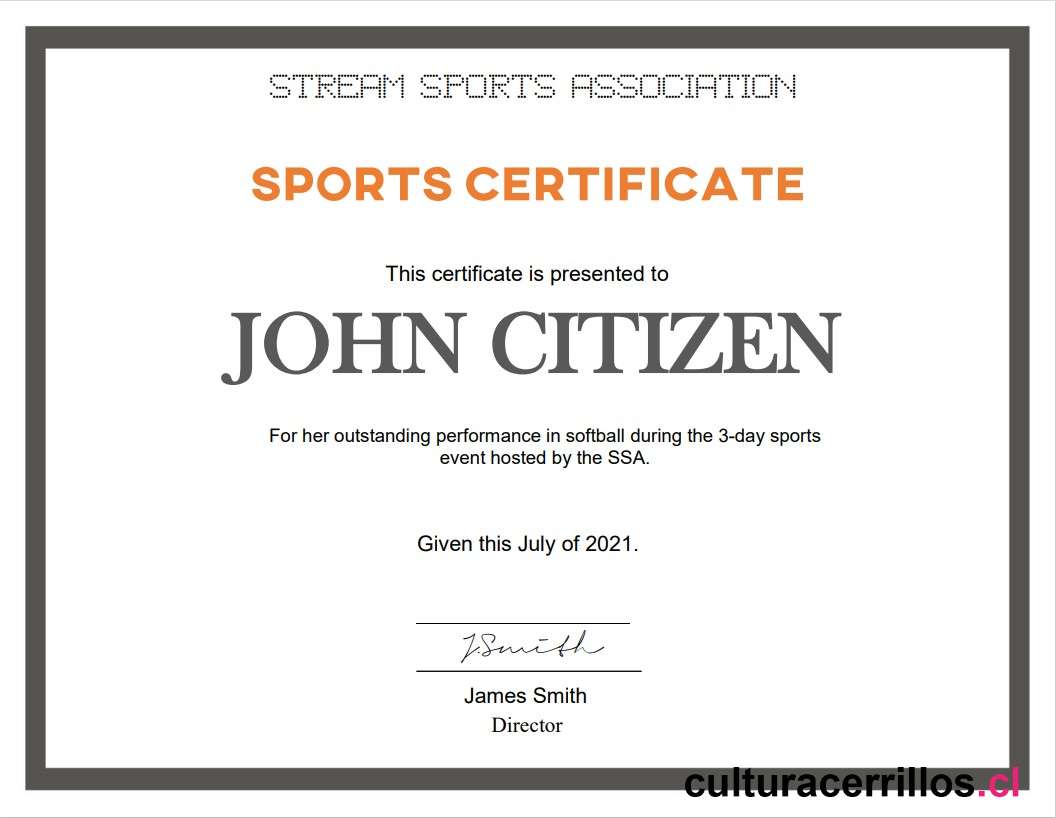 STREAM SPORTS ASSOCIATION
SPORTS CERTIFICATE
This certificate is presented to
JOHN CITIZEN
For her outstanding performance in softball during the 3-day sports
event hosted by the SSA.
Given this July of 2021.
J.Smith
James Smith
Director
culturacerrillos.cl